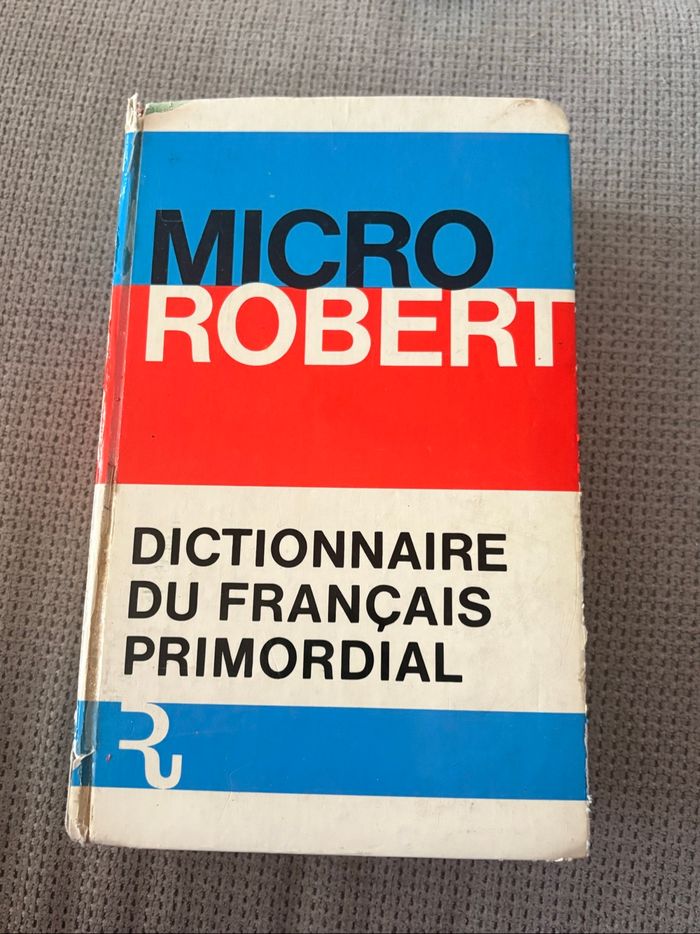 MICRO
ROBERT
DICTIONNAIRE
DU FRANÇAIS
PRIMORDIAL